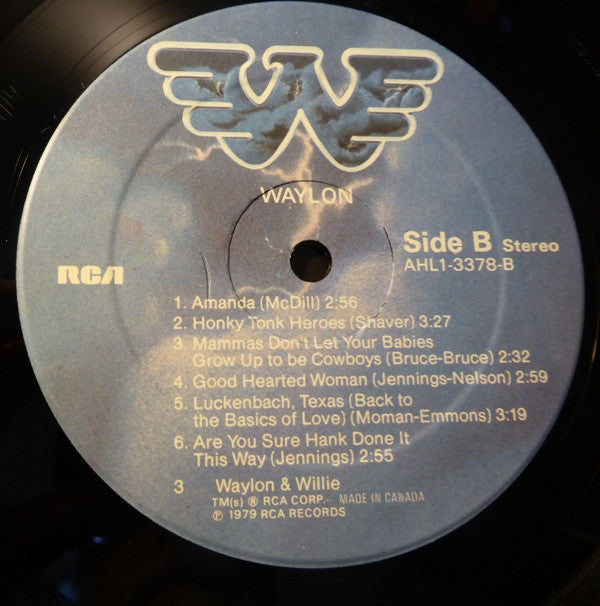 WAYLON
RCA
Side B Stereo
AHL1-3378-B
1. Amanda (McDill) 2:56
2. Honky Tonk Heroes (Shaver) 3:27
3. Mammas Don't Let Your Babies
Grow Up to be Cowboys (Bruce-Bruce) 2:32
4. Good Hearted Woman (Jennings-Nelson) 2:59
5. Luckenbach, Texas (Back to
the Basics of Love) (Moman-Emmons) 3:19
6. Are You Sure Hank Done It
This Way (Jennings) 2:55
3 Waylon & Willie
TM(s) ® RCA CORP.– MADE IN CANADA
℗ 1979 RCA RECORDS